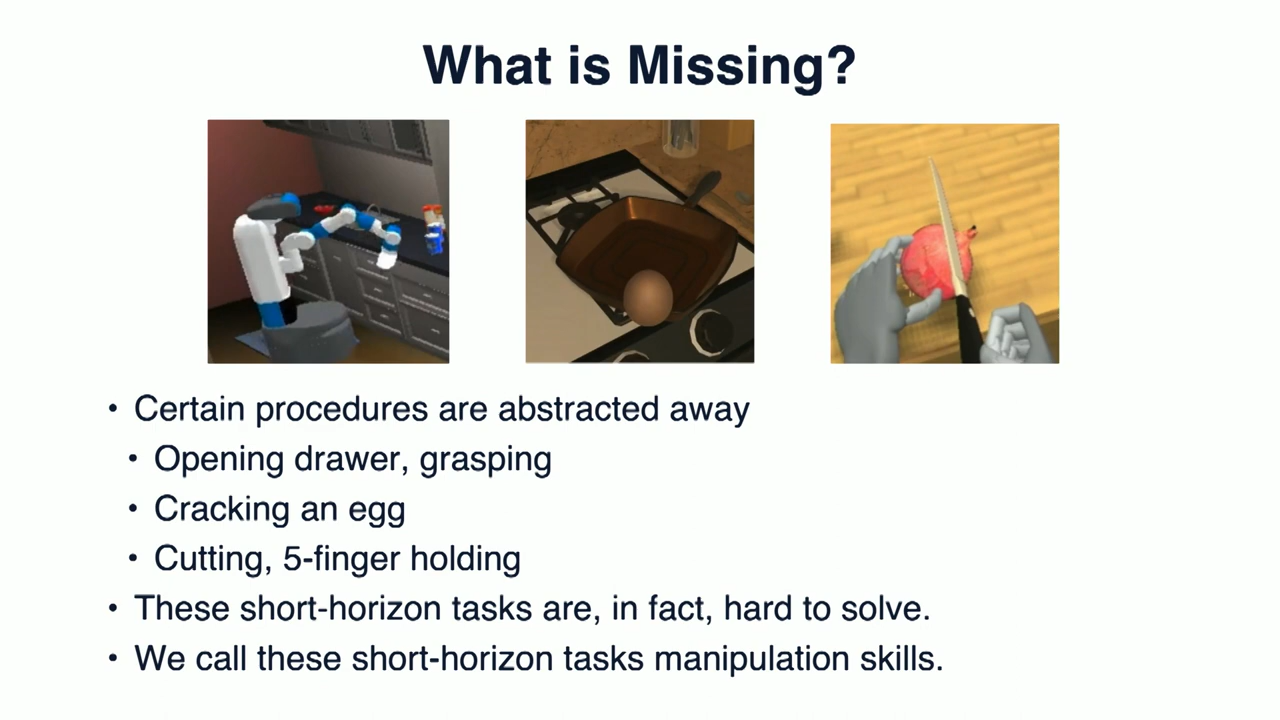 What is Missing?
• Certain procedures are abstracted away
• Opening drawer, grasping
• Cracking an egg
• Cutting, 5-finger holding
• These short-horizon tasks are, in fact, hard to solve.
• We call these short-horizon tasks manipulation skills.